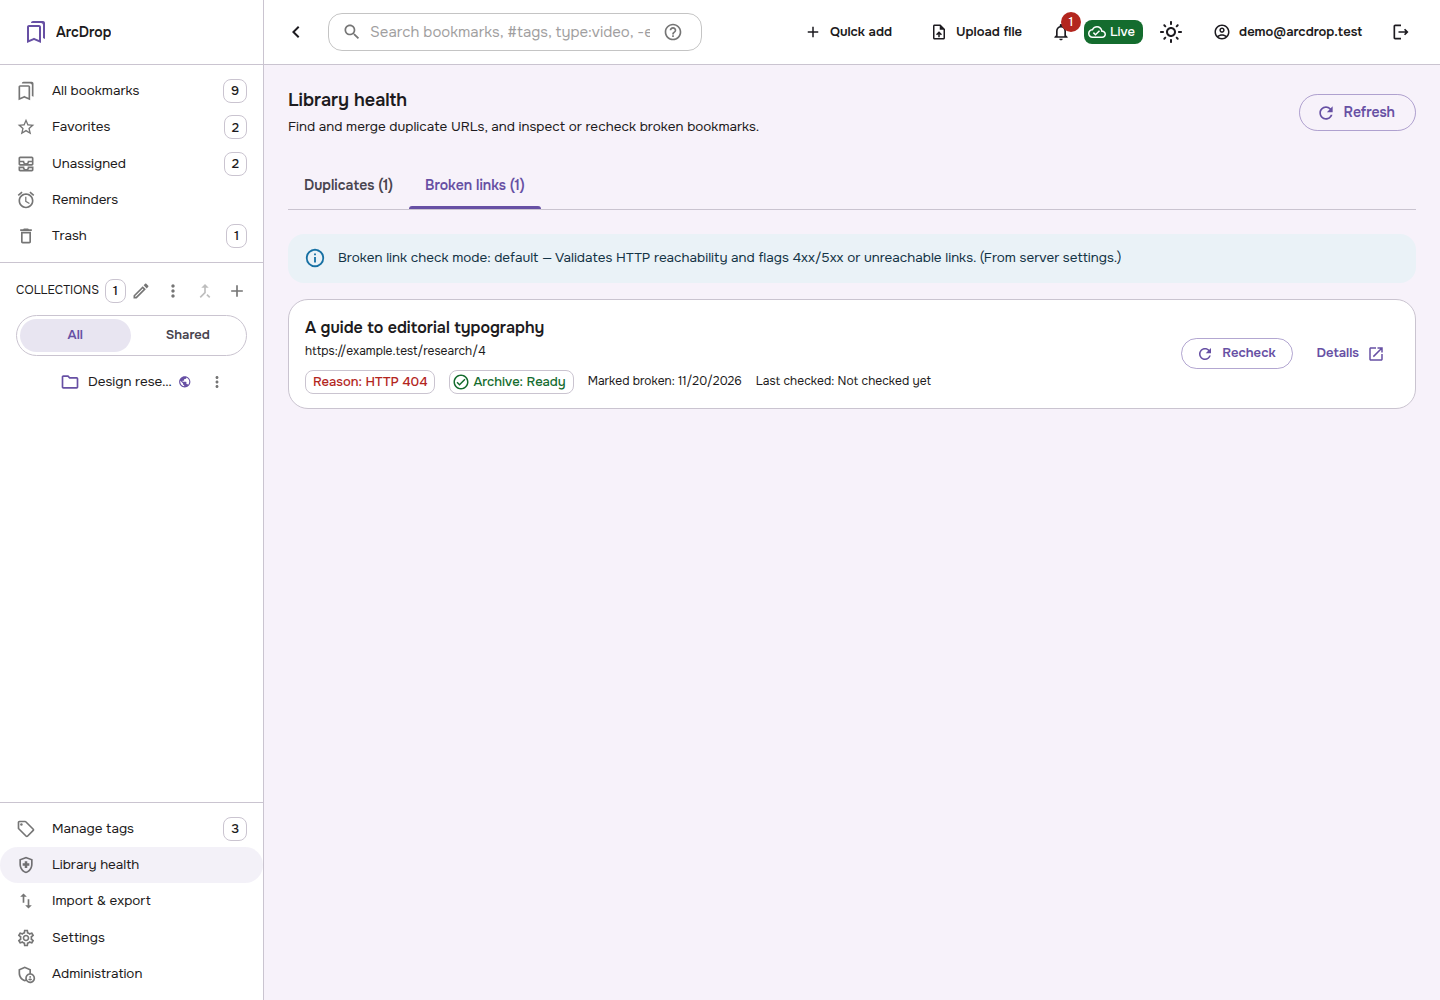 ArcDrop
Search bookmarks, #tags, type:video, -e
Quick add
Upload file
1
Live
demo@arcdrop.test
All bookmarks 9
Favorites 2
Unassigned 2
Reminders
Trash 1
COLLECTIONS 1
All Shared
Design rese...
Manage tags 3
Library health
Import & export
Settings
Administration
Library health
Find and merge duplicate URLs, and inspect or recheck broken bookmarks.
Refresh
Duplicates (1) Broken links (1)
Broken link check mode: default — Validates HTTP reachability and flags 4xx/5xx or unreachable links. (From server settings.)
A guide to editorial typography
https://example.test/research/4
Reason: HTTP 404 Archive: Ready Marked broken: 11/20/2026 Last checked: Not checked yet
Recheck Details